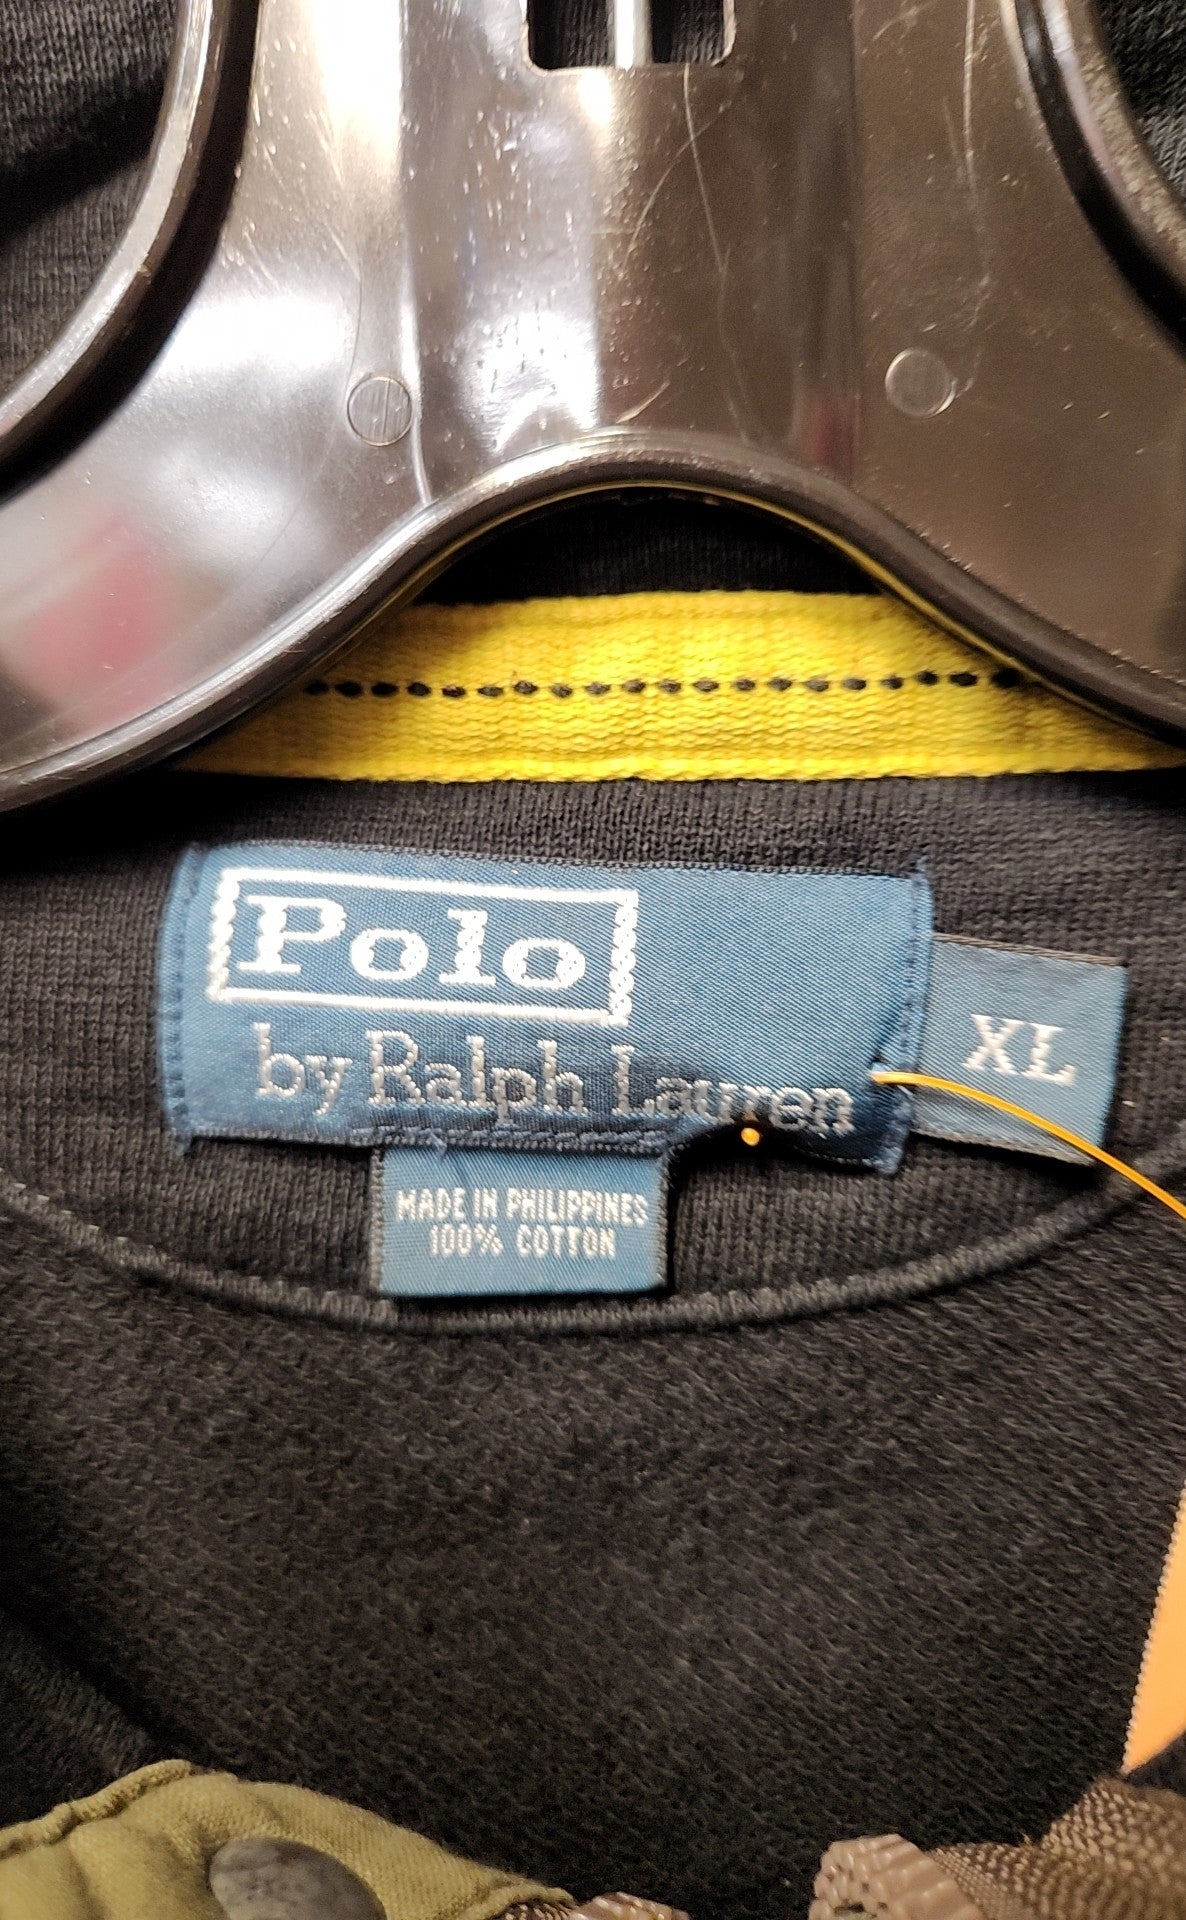 Polo
by Ralph Lauren
XL
MADE IN PHILIPPINES
100% COTTON